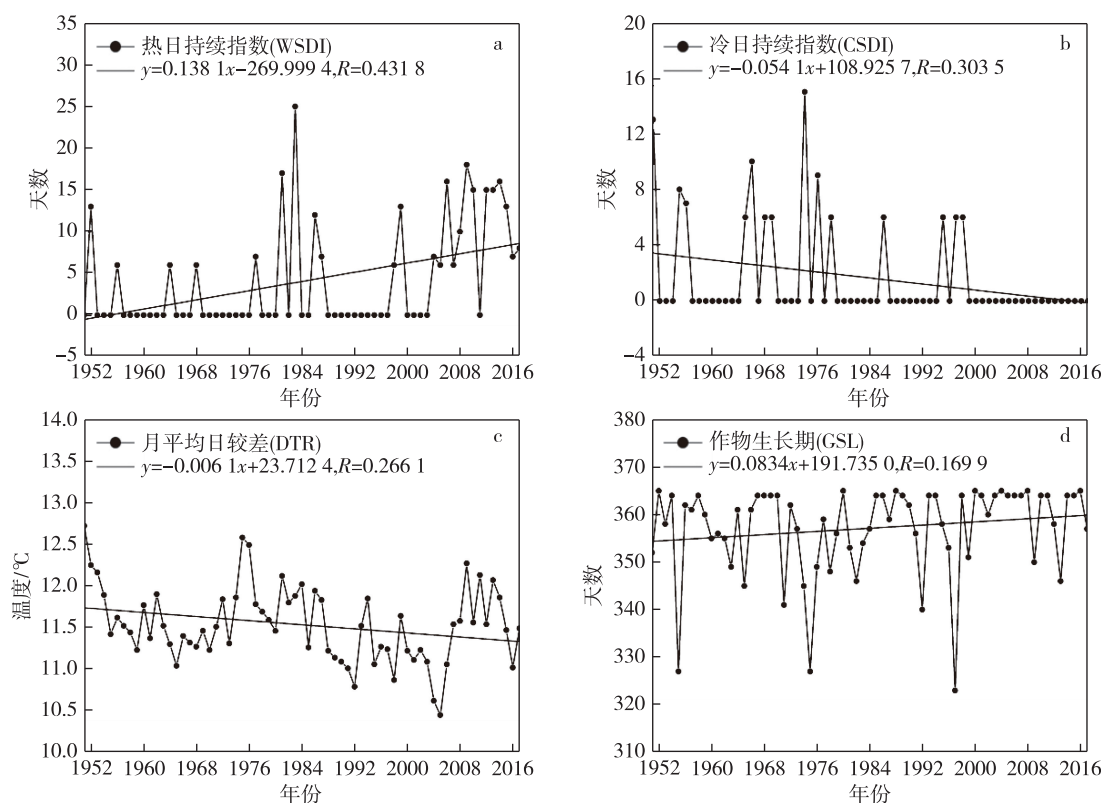 35
30
25
20
15
10
5
0
−5
天数
热日持续指数(WSDI)
y=0.138 1x−269.999 4,R=0.431 8
a
1952 1960 1968 1976 1984 1992 2000 2008 2016
年份
20
16
12
8
4
0
−4
天数
冷日持续指数(CSDI)
y=−0.054 1x+108.925 7,R=0.303 5
b
1952 1960 1968 1976 1984 1992 2000 2008 2016
年份
14.0
13.5
13.0
12.5
12.0
11.5
11.0
10.5
10.0
温度/℃
月平均日较差(DTR)
y=−0.006 1x+23.712 4,R=0.266 1
c
1952 1960 1968 1976 1984 1992 2000 2008 2016
年份
380
370
360
350
340
330
320
310
天数
作物生长期(GSL)
y=0.0834x+191.735 0,R=0.169 9
d
1952 1960 1968 1976 1984 1992 2000 2008 2016
年份